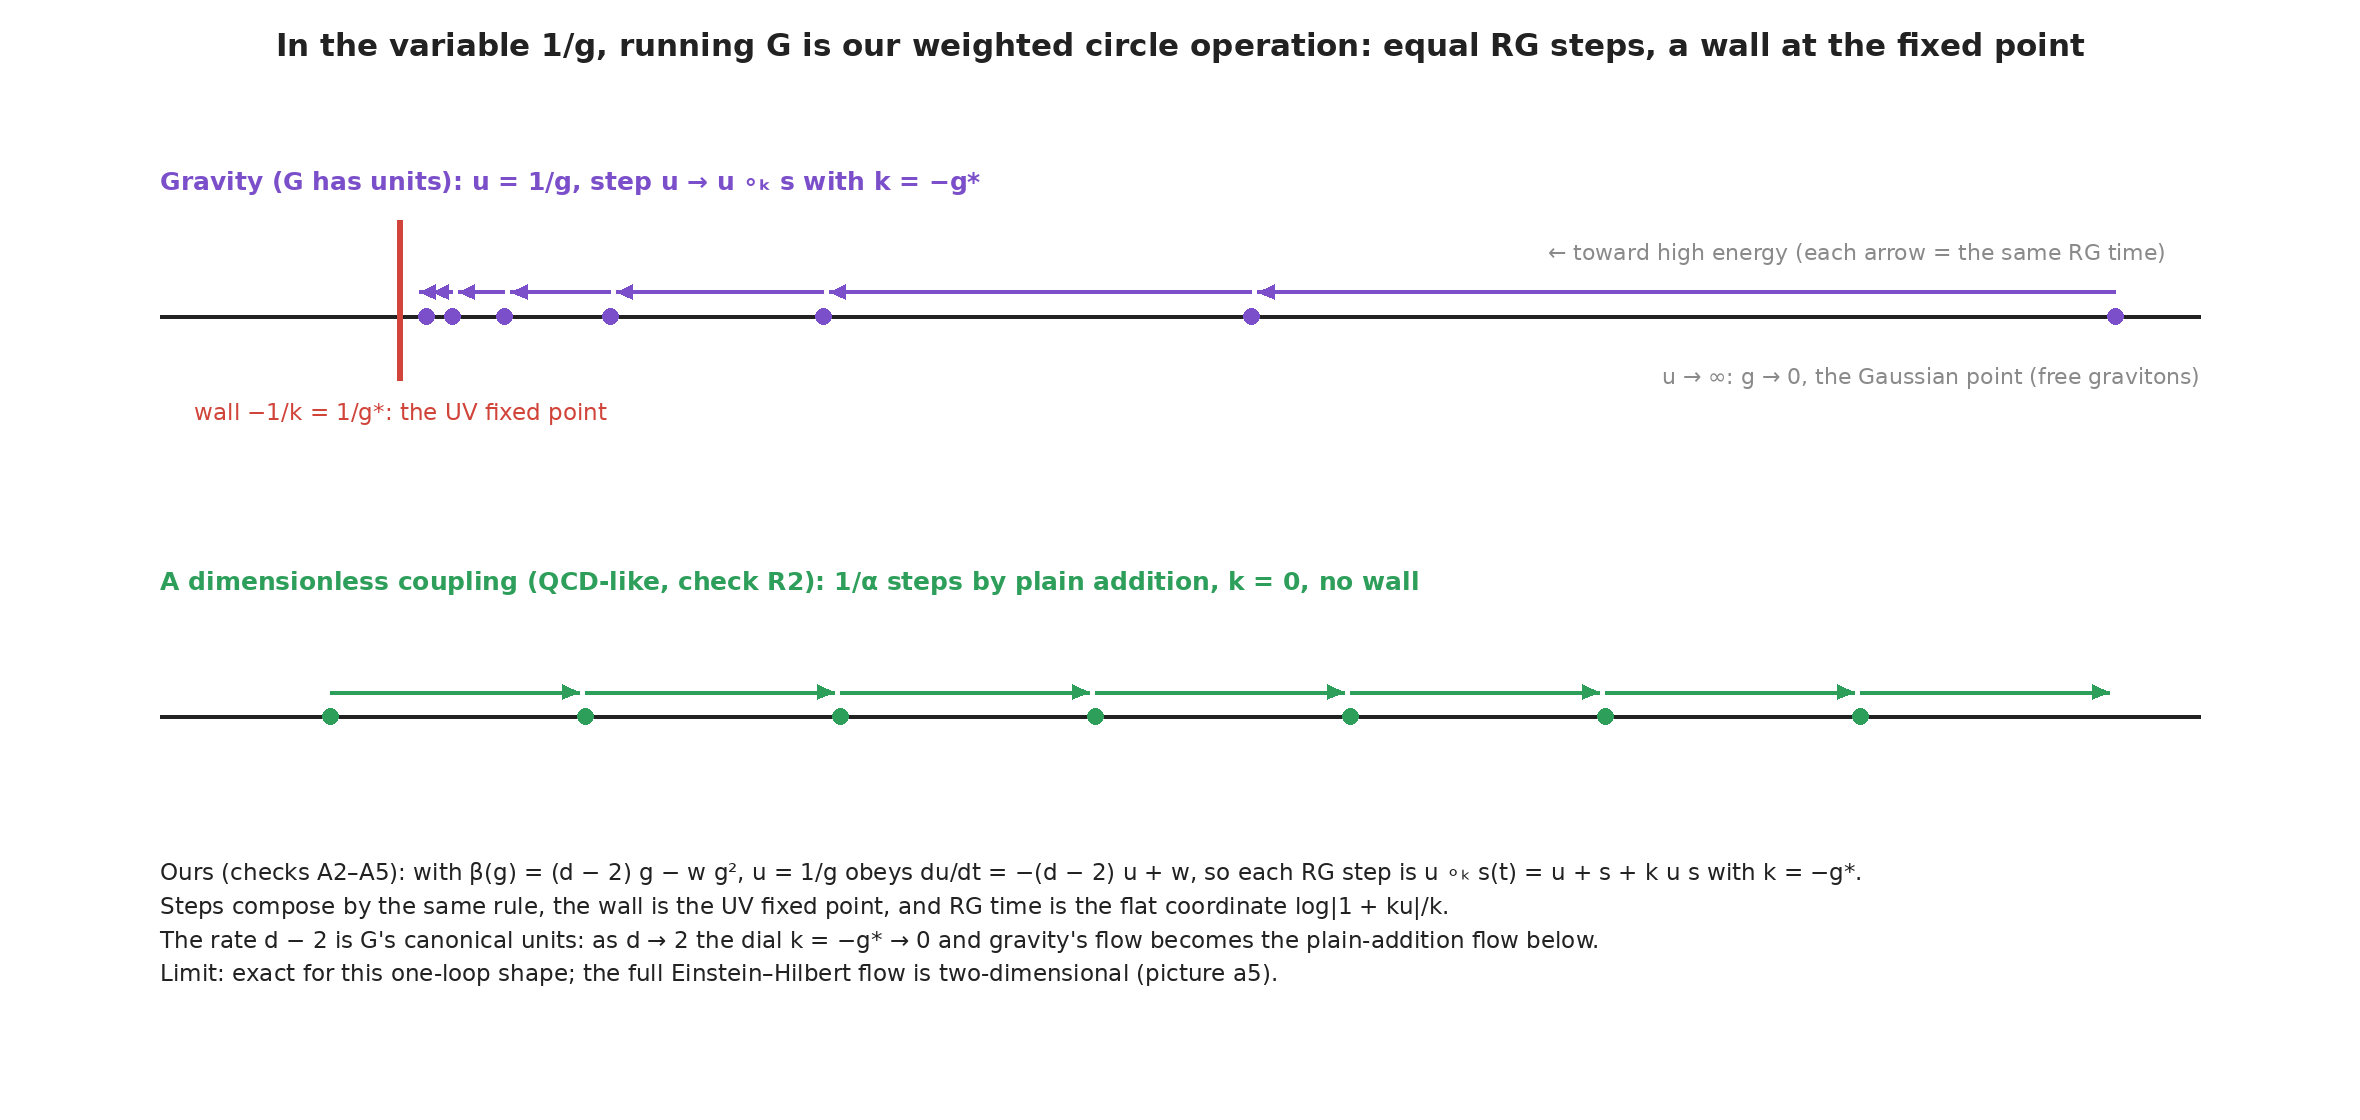 In the variable 1/g, running G is our weighted circle operation: equal RG steps, a wall at the fixed point
Gravity (G has units): u = 1/g, step u → u ∘ₖ s with k = −g*
← toward high energy (each arrow = the same RG time)
u → ∞: g → 0, the Gaussian point (free gravitons)
wall −1/k = 1/g*: the UV fixed point
A dimensionless coupling (QCD-like, check R2): 1/α steps by plain addition, k = 0, no wall
Ours (checks A2–A5): with β(g) = (d − 2) g − w g², u = 1/g obeys du/dt = −(d − 2) u + w, so each RG step is u ∘ₖ s(t) = u + s + k u s with k = −g*.
Steps compose by the same rule, the wall is the UV fixed point, and RG time is the flat coordinate log|1 + ku|/k.
The rate d − 2 is G's canonical units: as d → 2 the dial k = −g* → 0 and gravity's flow becomes the plain-addition flow below.
Limit: exact for this one-loop shape; the full Einstein–Hilbert flow is two-dimensional (picture a5).